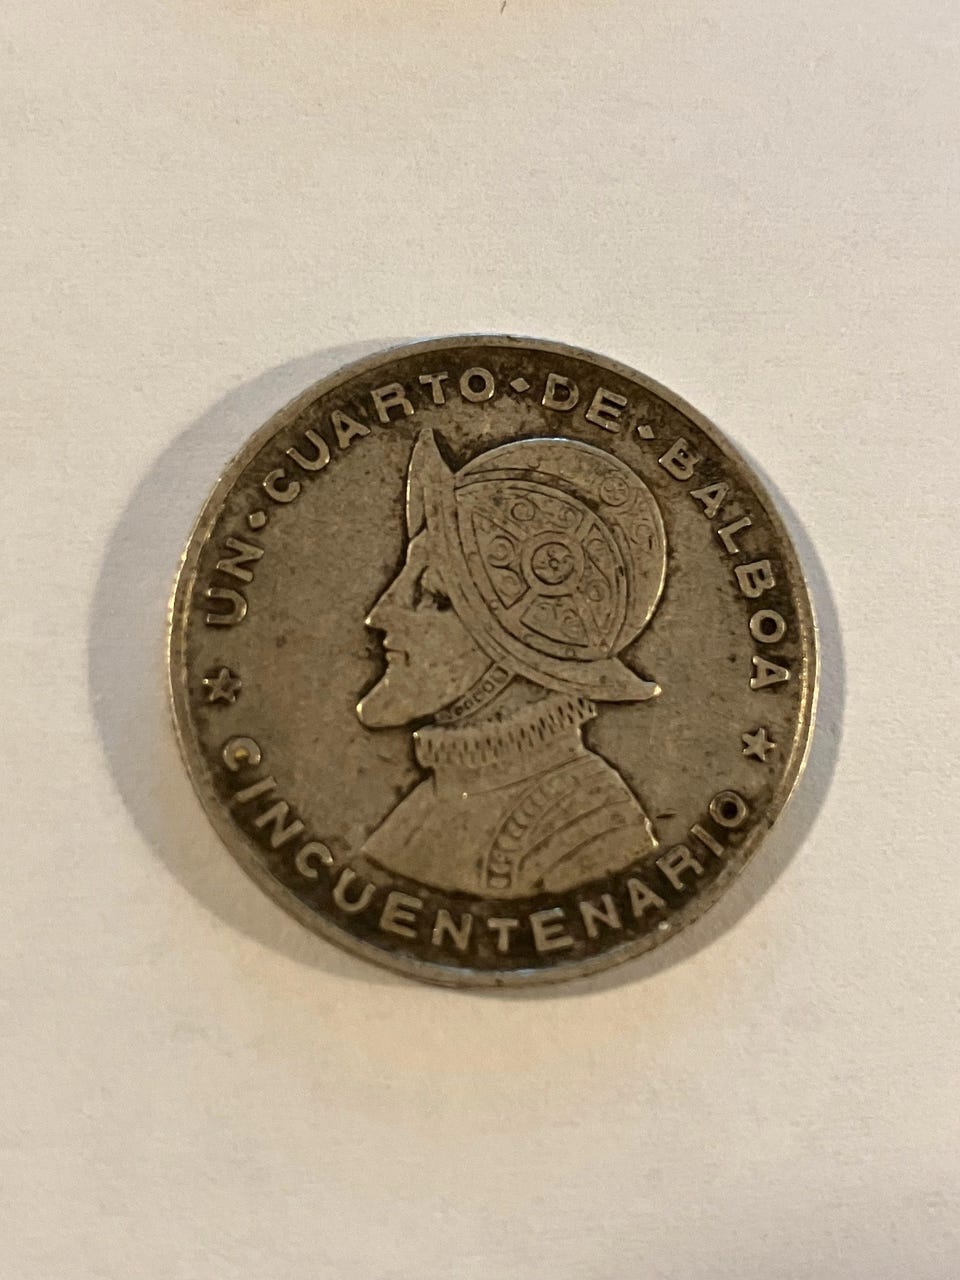 UN · CUARTO · DE · BALBOA
CINCUENTENARIO